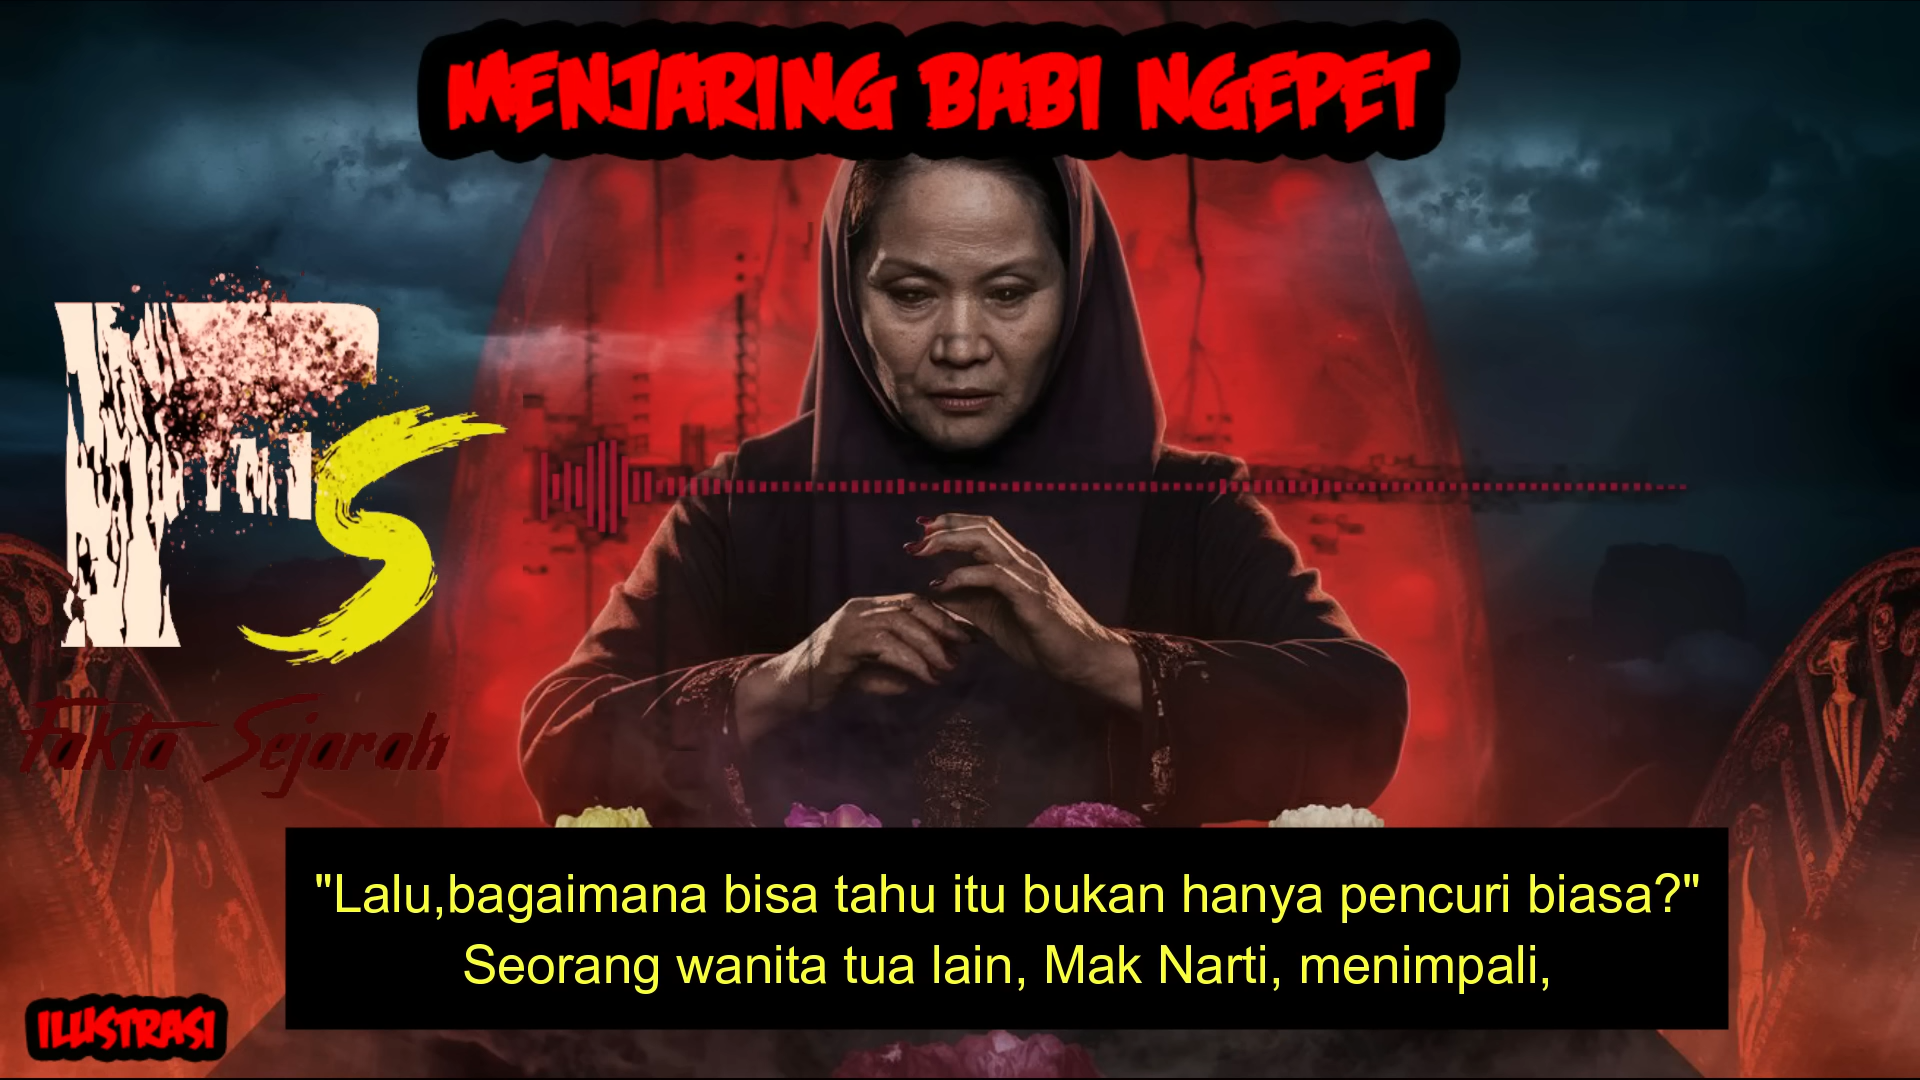 MENJARING BABI NGEPET
FS
Fakta Sejarah
"Lalu,bagaimana bisa tahu itu bukan hanya pencuri biasa?"
Seorang wanita tua lain, Mak Narti, menimpali,
ILUSTRASI